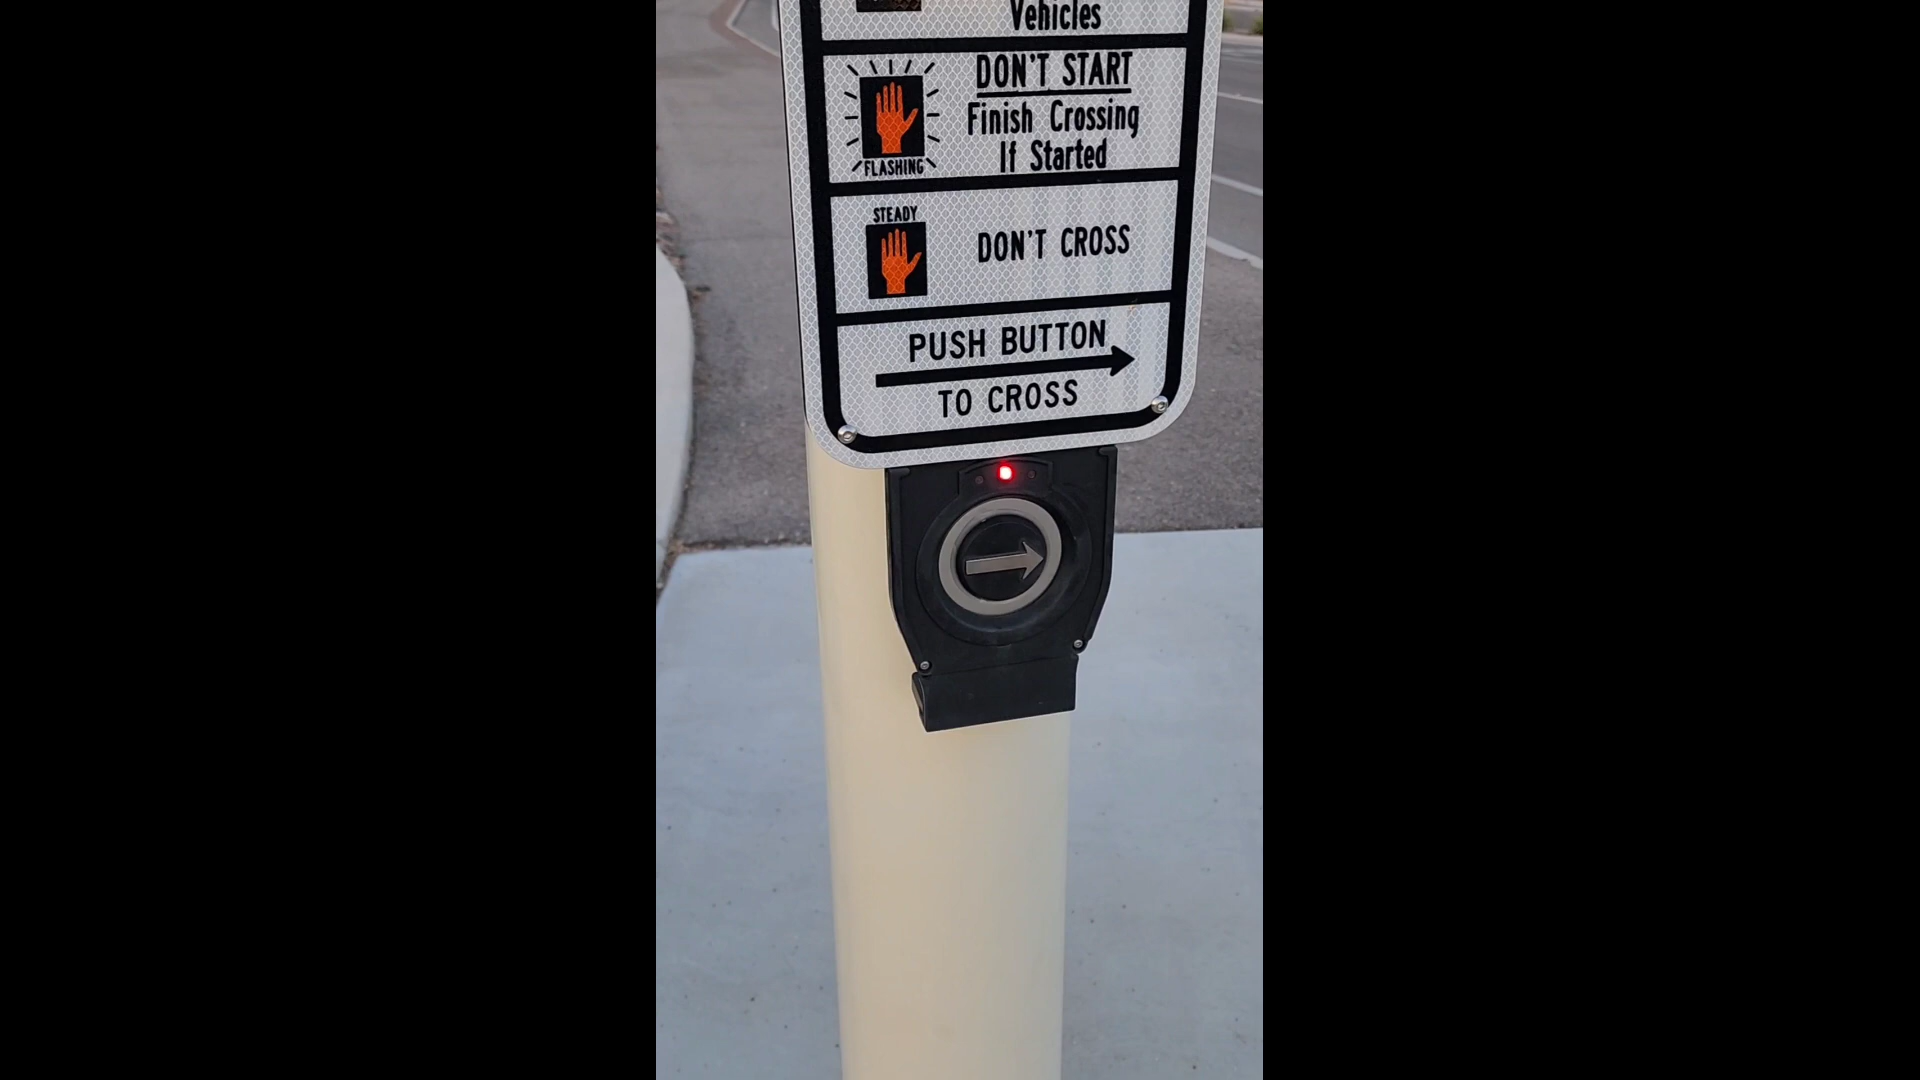 Vehicles
DON'T START
Finish Crossing
If Started
FLASHING
STEADY
DON'T CROSS
PUSH BUTTON
TO CROSS